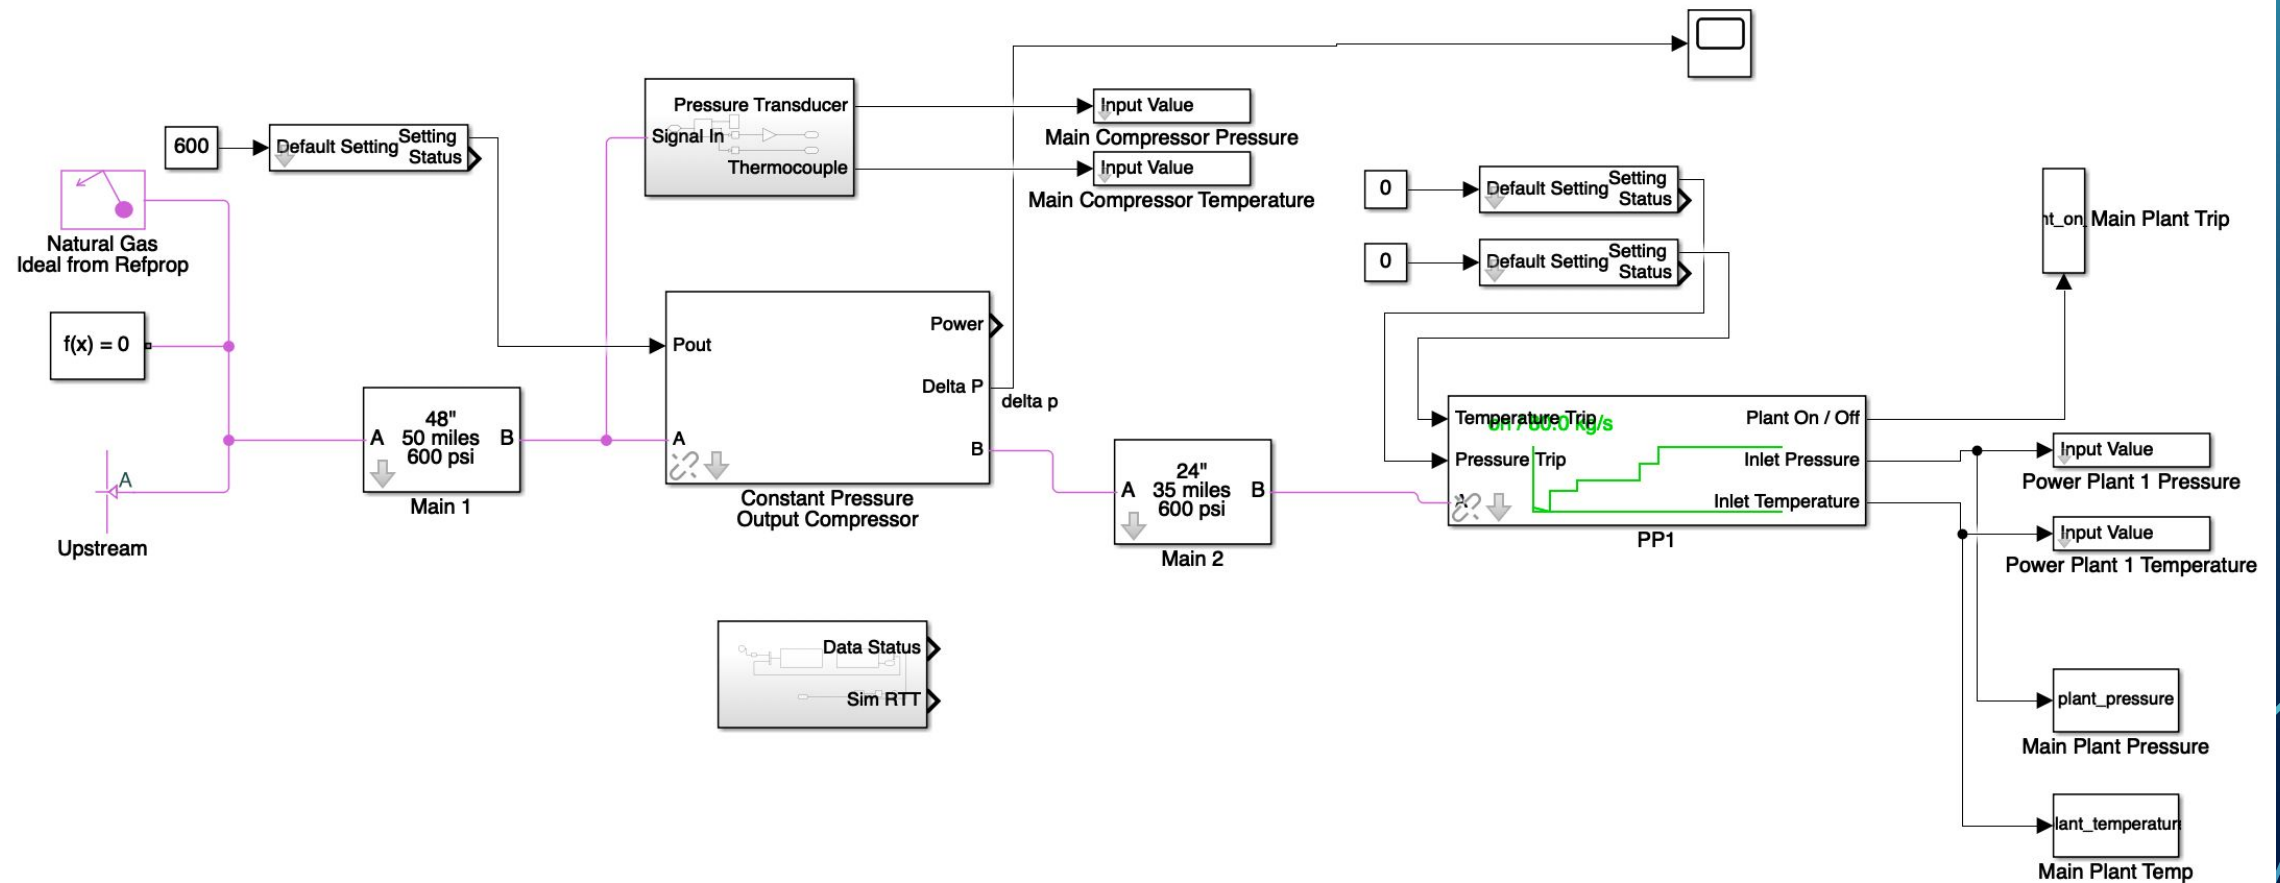 600
Default Setting
Setting
Status
Natural Gas
Ideal from Refprop
f(x) = 0
A
Upstream
A
48"
50 miles
600 psi
B
Main 1
Pressure Transducer
Signal In
Thermocouple
Input Value
Main Compressor Pressure
Input Value
Main Compressor Temperature
Pout
A
Power
Delta P
B
delta p
Constant Pressure
Output Compressor
A
24"
35 miles
600 psi
B
Main 2
0
Default Setting
Setting
Status
0
Default Setting
Setting
Status
Temperature Trip
Pressure Trip
Plant On / Off
Inlet Pressure
Inlet Temperature
PP1
nt_on
Main Plant Trip
Input Value
Power Plant 1 Pressure
Input Value
Power Plant 1 Temperature
Data Status
Sim RTT
plant_pressure
Main Plant Pressure
lant_temperatur
Main Plant Temp